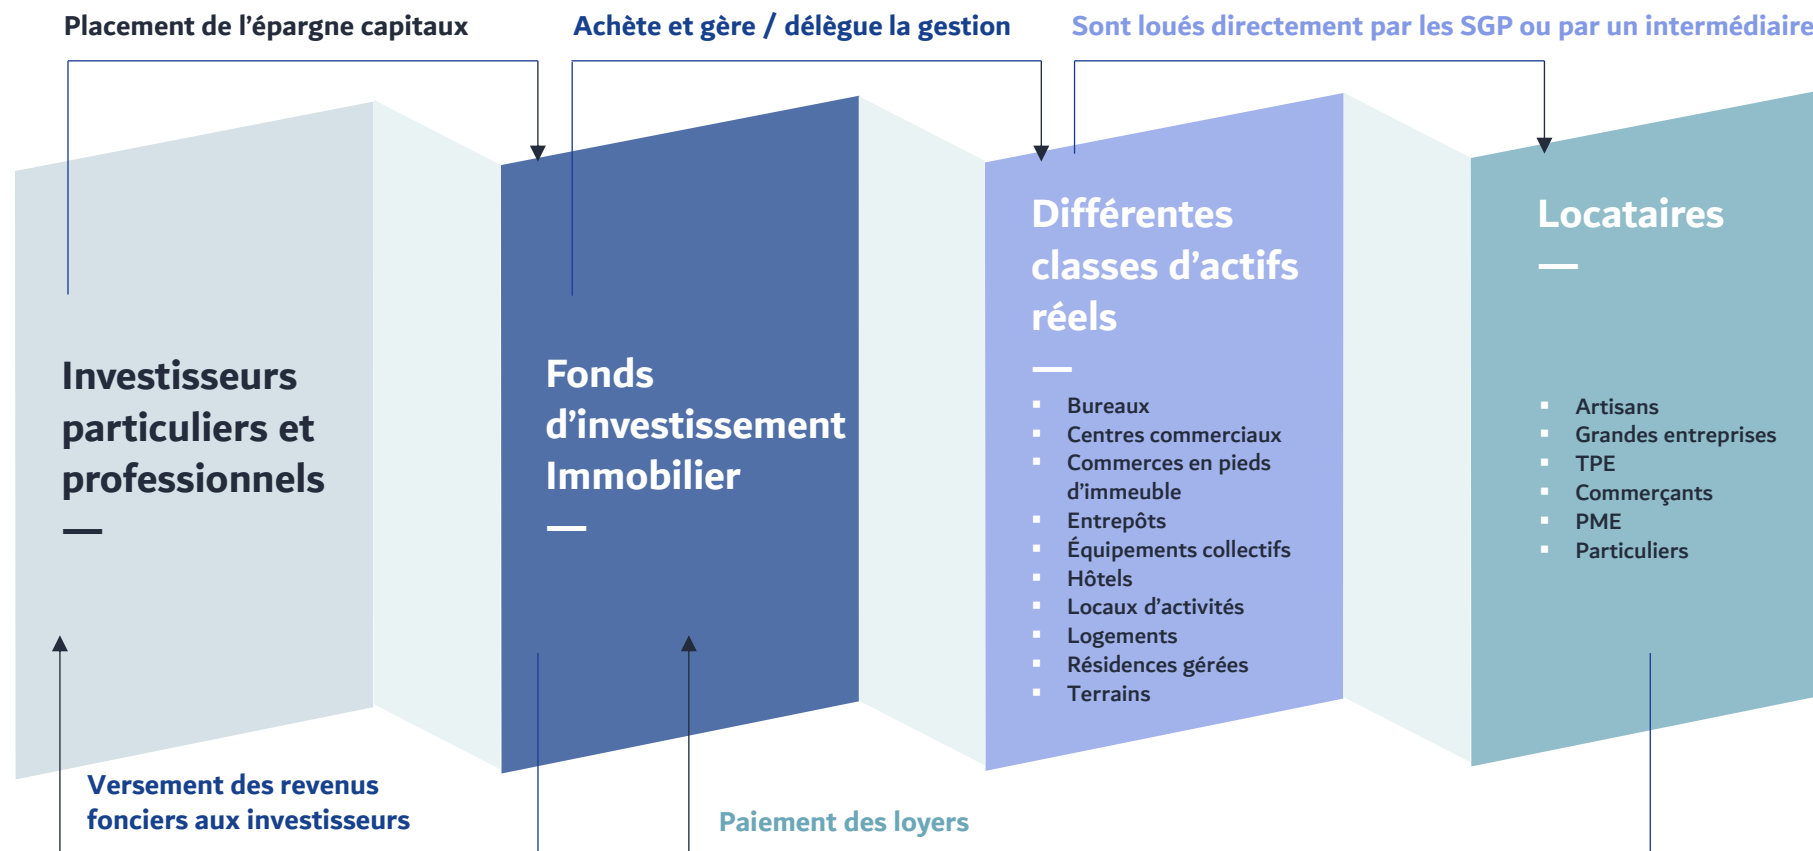 Placement de l’épargne capitaux
Achète et gère / délègue la gestion
Sont loués directement par les SGP ou par un intermédiaire
Investisseurs
particuliers et
professionnels
Fonds
d’investissement
Immobilier
Différentes
classes d’actifs
réels
Bureaux
Centres commerciaux
Commerces en pieds
d’immeuble
Entrepôts
Équipements collectifs
Hôtels
Locaux d’activités
Logements
Résidences gérées
Terrains
Locataires
Artisans
Grandes entreprises
TPE
Commerçants
PME
Particuliers
Versement des revenus
fonciers aux investisseurs
Paiement des loyers